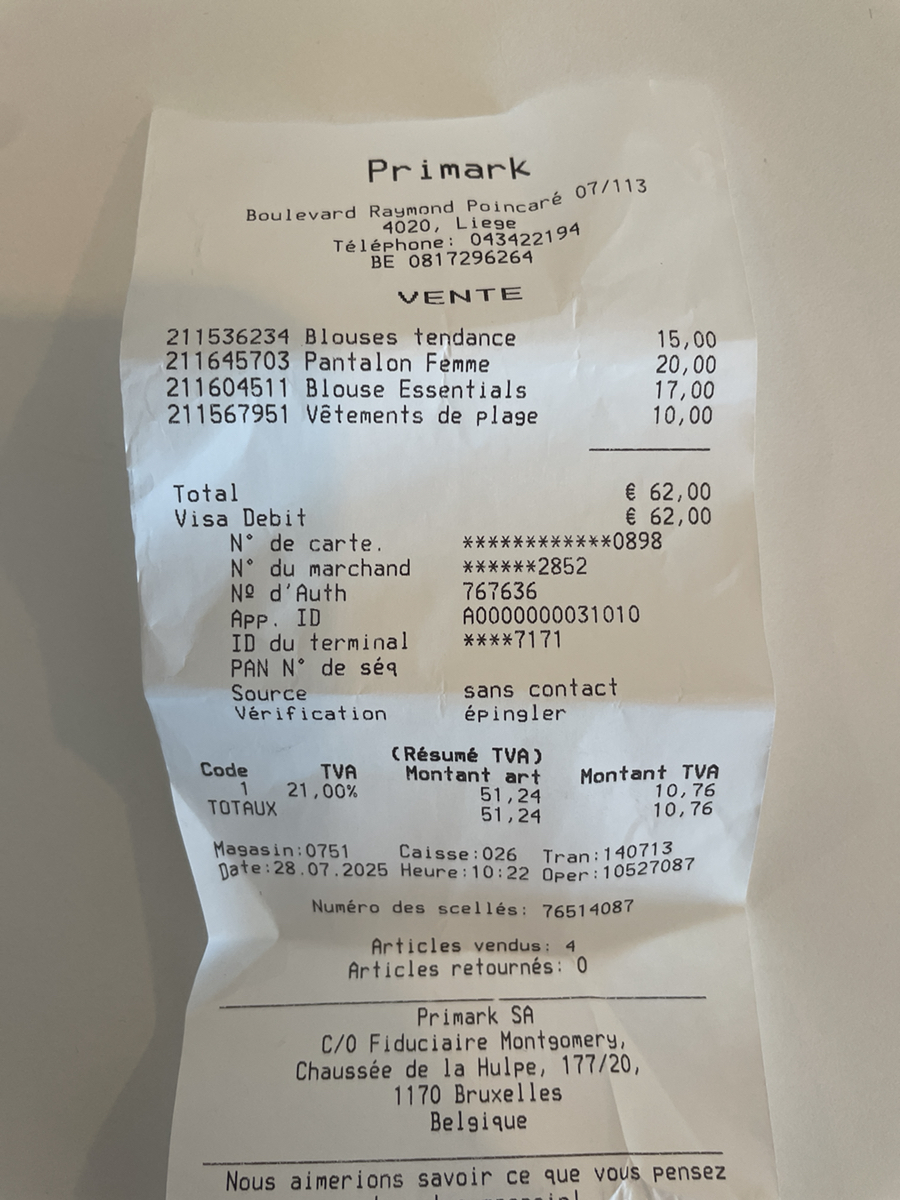 Primark
Boulevard Raymond Poincaré 07/113
4020, Liege
Téléphone: 043422194
BE 0817296264
VENTE
211536234 Blouses tendance 15,00
211645703 Pantalon Femme 20,00
211604511 Blouse Essentials 17,00
211567951 Vêtements de plage 10,00
Total € 62,00
Visa Debit € 62,00
N° de carte. ************0898
N° du marchand ******2852
Nº d'Auth 767636
App. ID A0000000031010
ID du terminal ****7171
PAN N° de séq
Source sans contact
Vérification épingler
(Résumé TVA)
Code TVA Montant art Montant TVA
1 21,00% 51,24 10,76
TOTAUX 51,24 10,76
Magasin:0751 Caisse:026 Tran:140713
Date:28.07.2025 Heure:10:22 Oper:10527087
Numéro des scellés: 76514087
Articles vendus: 4
Articles retournés: 0
Primark SA
C/O Fiduciaire Montgomery,
Chaussée de la Hulpe, 177/20,
1170 Bruxelles
Belgique
Nous aimerions savoir ce que vous pensez